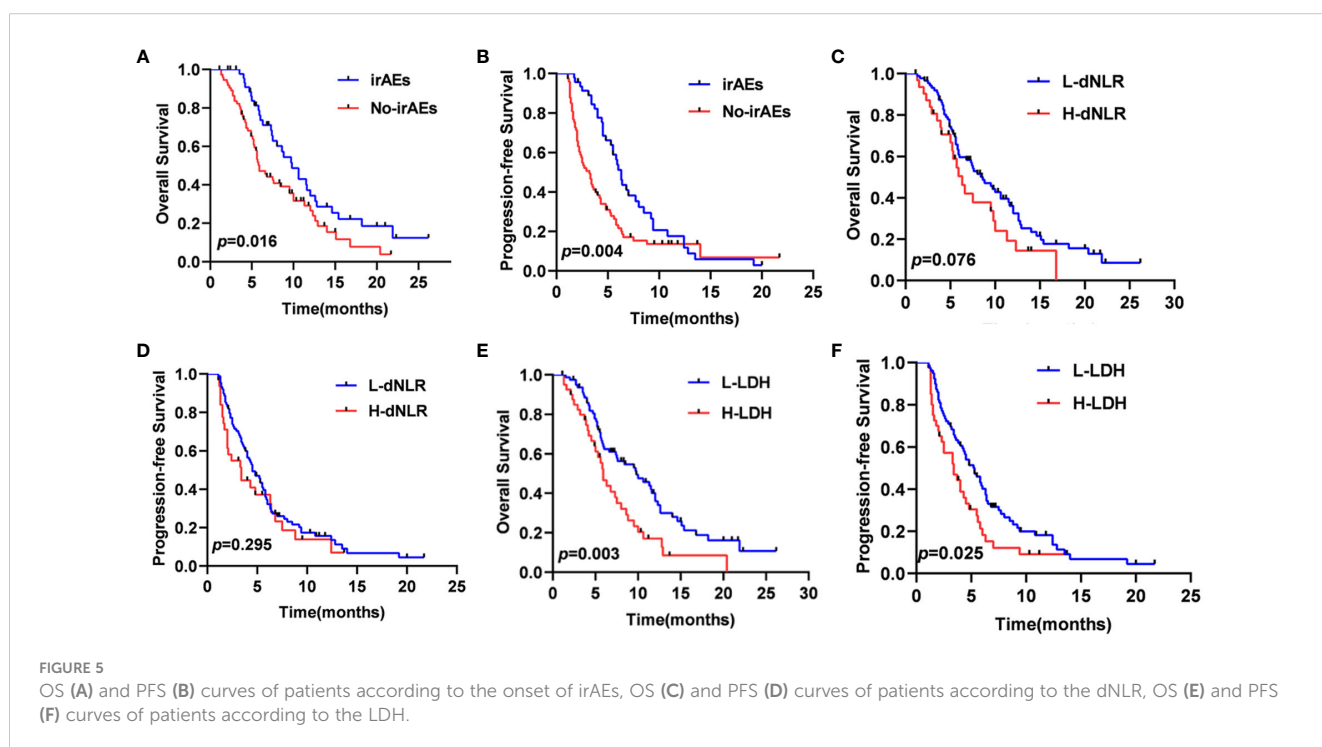 A
Overall Survival
1.0
0.8
0.6
0.4
0.2
0.0
irAEs
No-irAEs
p=0.016
0 5 10 15 20 25
Time(months)
B
Progression-free Survival
1.0
0.8
0.6
0.4
0.2
0.0
irAEs
No-irAEs
p=0.004
0 5 10 15 20 25
Time(months)
C
Overall Survival
1.0
0.8
0.6
0.4
0.2
0.0
L-dNLR
H-dNLR
p=0.076
0 5 10 15 20 25 30
D
Progression-free Survival
1.0
0.8
0.6
0.4
0.2
0.0
L-dNLR
H-dNLR
p=0.295
0 5 10 15 20 25
Time(months)
E
Overall Survival
1.0
0.8
0.6
0.4
0.2
0.0
L-LDH
H-LDH
p=0.003
0 5 10 15 20 25 30
Time(months)
F
Progression-free Survival
1.0
0.8
0.6
0.4
0.2
0.0
L-LDH
H-LDH
p=0.025
0 5 10 15 20 25
Time(months)
FIGURE 5
OS (A) and PFS (B) curves of patients according to the onset of irAEs, OS (C) and PFS (D) curves of patients according to the dNLR, OS (E) and PFS
(F) curves of patients according to the LDH.